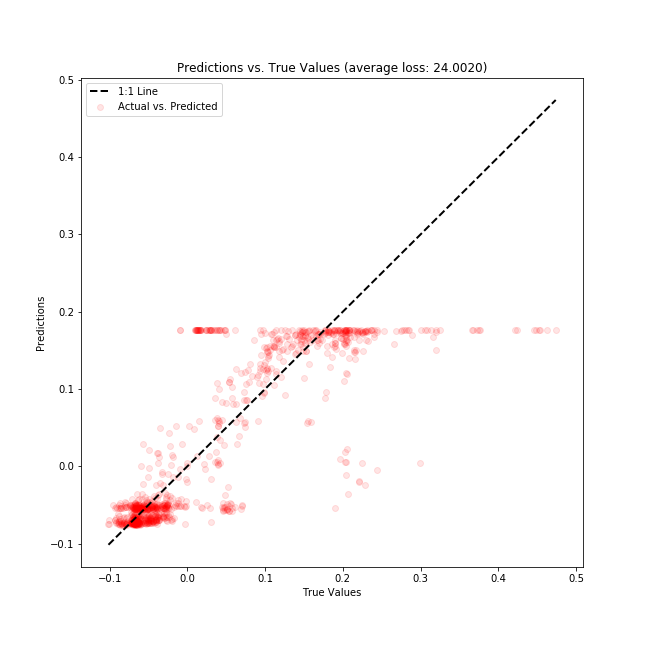 Predictions vs. True Values (average loss: 24.0020)
1:1 Line
Actual vs. Predicted
0.5
0.4
0.3
0.2
0.1
0.0
−0.1
Predictions
−0.1 0.0 0.1 0.2 0.3 0.4 0.5
True Values